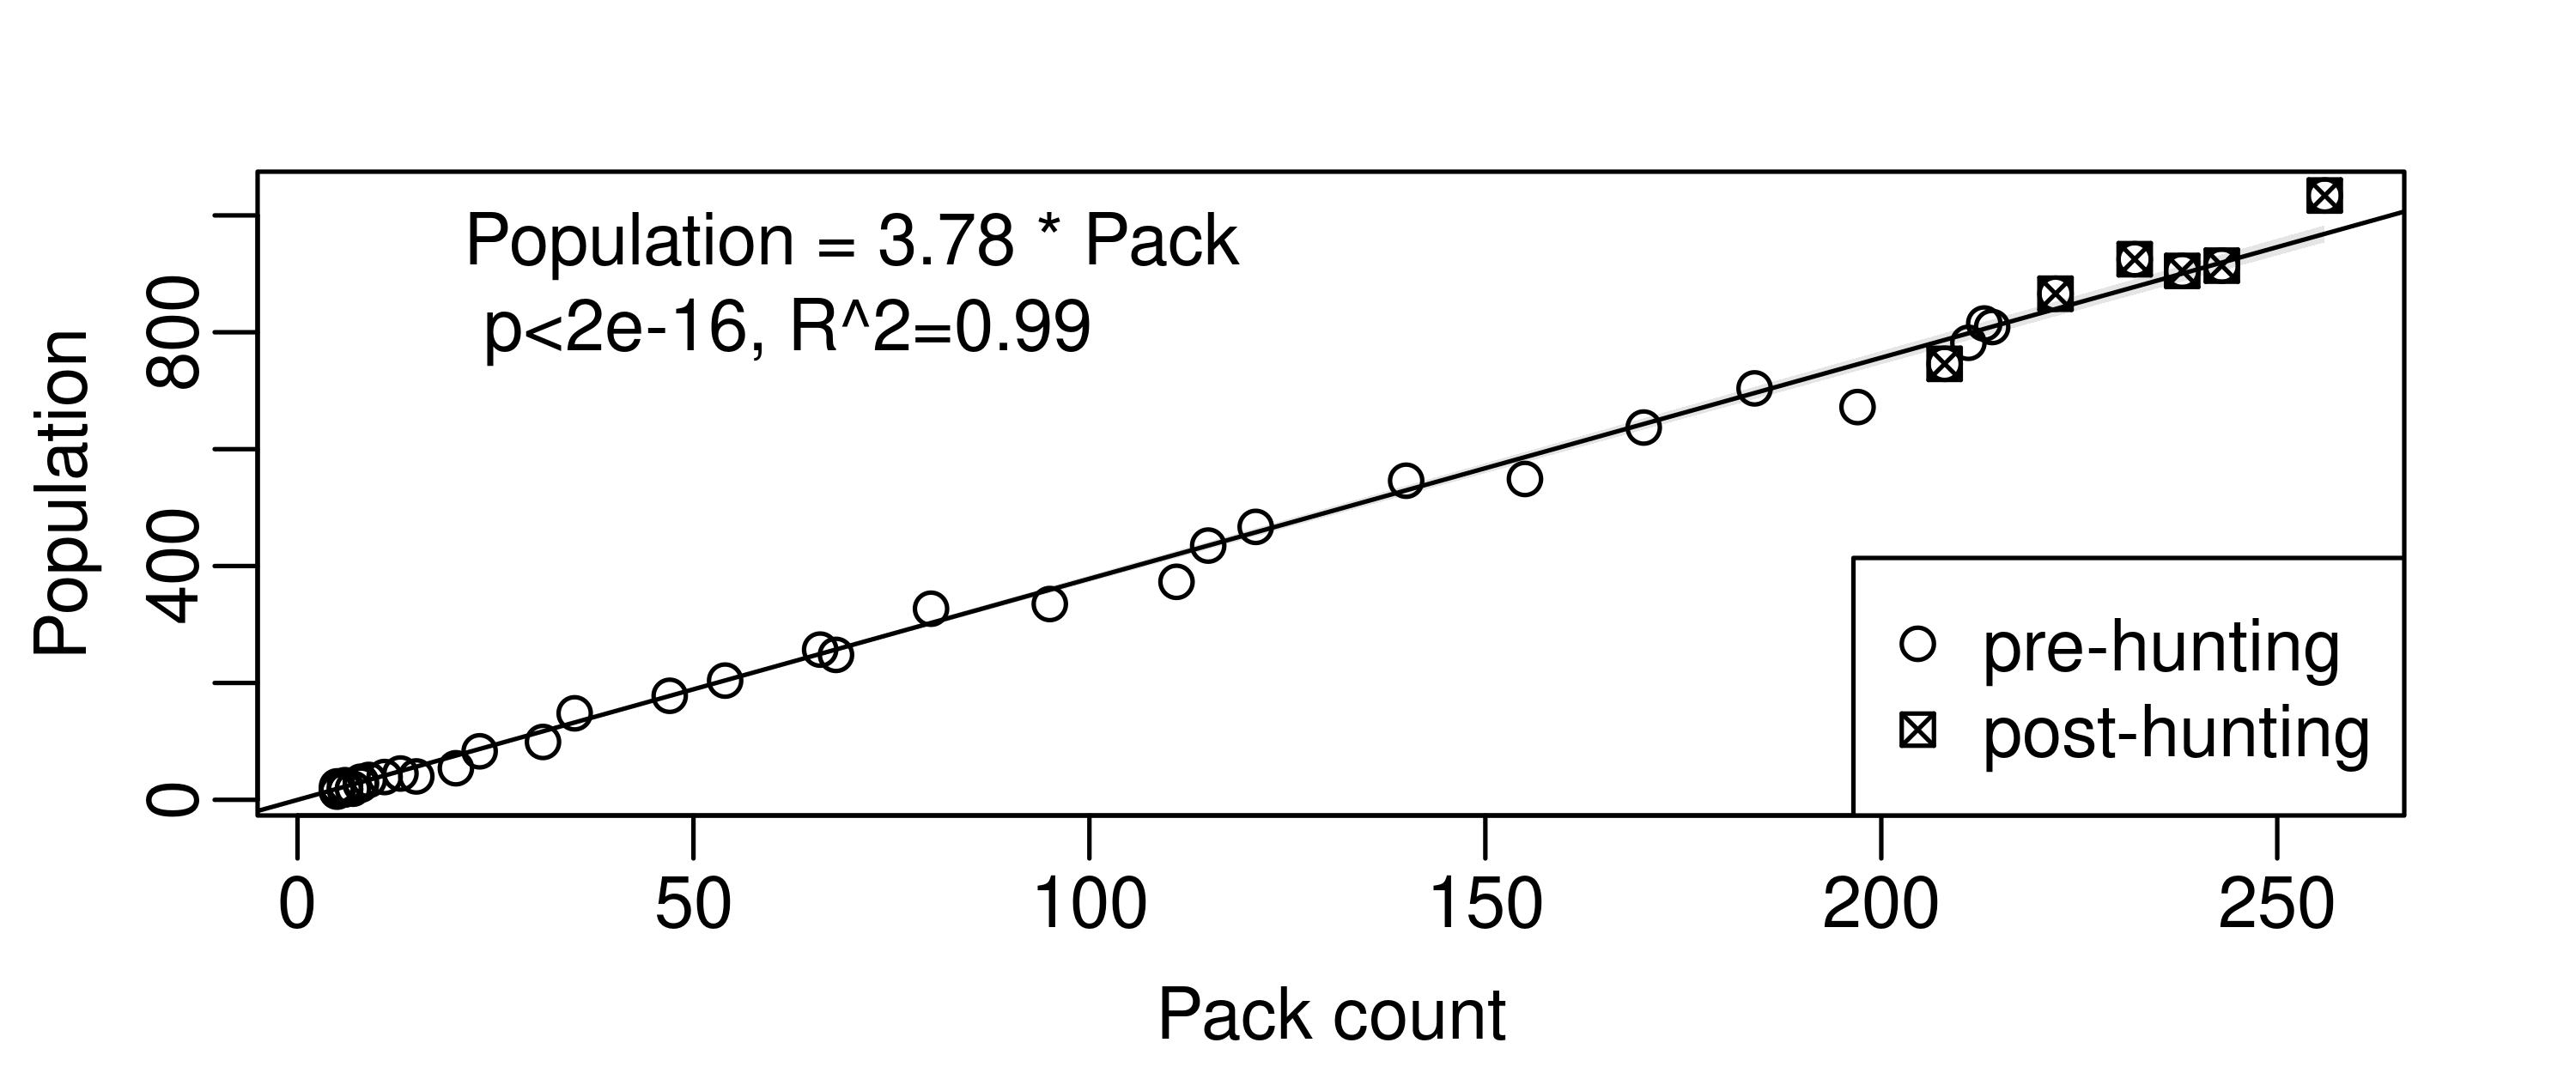 Population = 3.78 * Pack
p<2e-16, R^2=0.99
Population
800
400
0
pre-hunting
post-hunting
0 50 100 150 200 250
Pack count